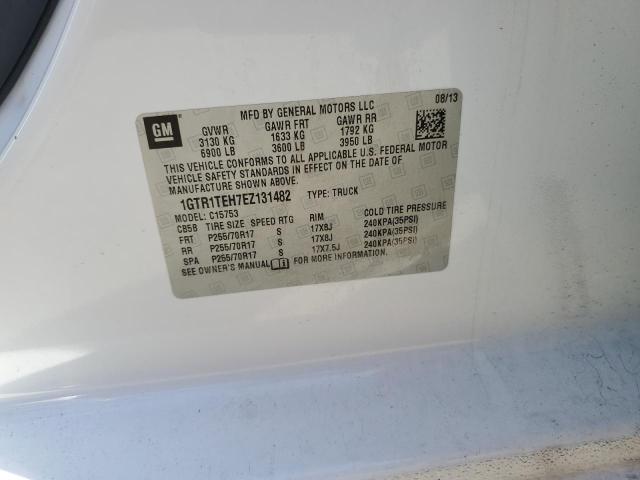 GM
MFD BY GENERAL MOTORS LLC 08/13
GVWR GAWR FRT GAWR RR
3130 KG 1633 KG 1792 KG
6900 LB 3600 LB 3950 LB
THIS VEHICLE CONFORMS TO ALL APPLICABLE U.S. FEDERAL MOTOR
VEHICLE SAFETY STANDARDS IN EFFECT ON THE DATE OF
MANUFACTURE SHOWN ABOVE.
1GTR1TEH7EZ131482 TYPE: TRUCK
MODEL: C15753
CB5B TIRE SIZE SPEED RTG RIM COLD TIRE PRESSURE
FRT P255/70R17 S 17X8J 240KPA(35PSI)
RR P255/70R17 S 17X8J 240KPA(35PSI)
SPA P255/70R17 S 17X7.5J 240KPA(35PSI)
SEE OWNER'S MANUAL